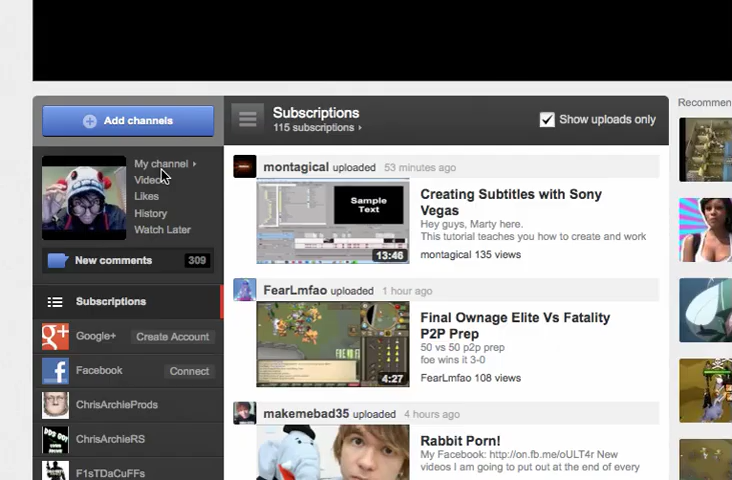 Add channels
Subscriptions
115 subscriptions ›
Show uploads only
Recommen
My channel ›
Videos
Likes
History
Watch Later
New comments 309
Subscriptions
Google+ Create Account
Facebook Connect
ChrisArchieProds
ChrisArchieRS
F1sTDaCuFFs
montagical uploaded 53 minutes ago
Sample
Text
13:46
Creating Subtitles with Sony
Vegas
Hey guys, Marty here.
This tutorial teaches you how to create and work
montagical 135 views
FearLmfao uploaded 1 hour ago
4:27
Final Ownage Elite Vs Fatality
P2P Prep
50 vs 50 p2p prep
foe wins it 3-0
FearLmfao 108 views
makemebad35 uploaded 4 hours ago
Rabbit Porn!
My Facebook: http://on.fb.me/oULT4r New
videos I am going to put out at the end of every